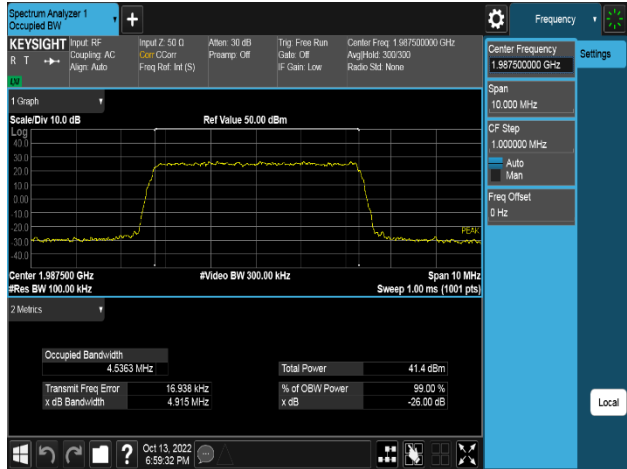 Spectrum Analyzer 1
Occupied BW
Frequency
KEYSIGHT
R T
Input: RF
Coupling: AC
Align: Auto
Input Z: 50 Ω
Corr CCorr
Freq Ref: Int (S)
Atten: 30 dB
Preamp: Off
Trig: Free Run
Gate: Off
IF Gain: Low
Center Freq: 1.987500000 GHz
Avg|Hold: 300/300
Radio Std: None
Center Frequency
1.987500000 GHz
Settings
Span
10.000 MHz
CF Step
1.000000 MHz
Auto
Man
Freq Offset
0 Hz
1 Graph
Scale/Div 10.0 dB
Ref Value 50.00 dBm
Log
40.0
30.0
20.0
10.0
0.00
-10.0
-20.0
-30.0
-40.0
PEAK
Center 1.987500 GHz
#Video BW 300.00 kHz
Span 10 MHz
#Res BW 100.00 kHz
Sweep 1.00 ms (1001 pts)
2 Metrics
Occupied Bandwidth
4.5363 MHz
Total Power 41.4 dBm
Transmit Freq Error 16.938 kHz
% of OBW Power 99.00 %
x dB Bandwidth 4.915 MHz
x dB -26.00 dB
Local
Oct 13, 2022
6:59:32 PM